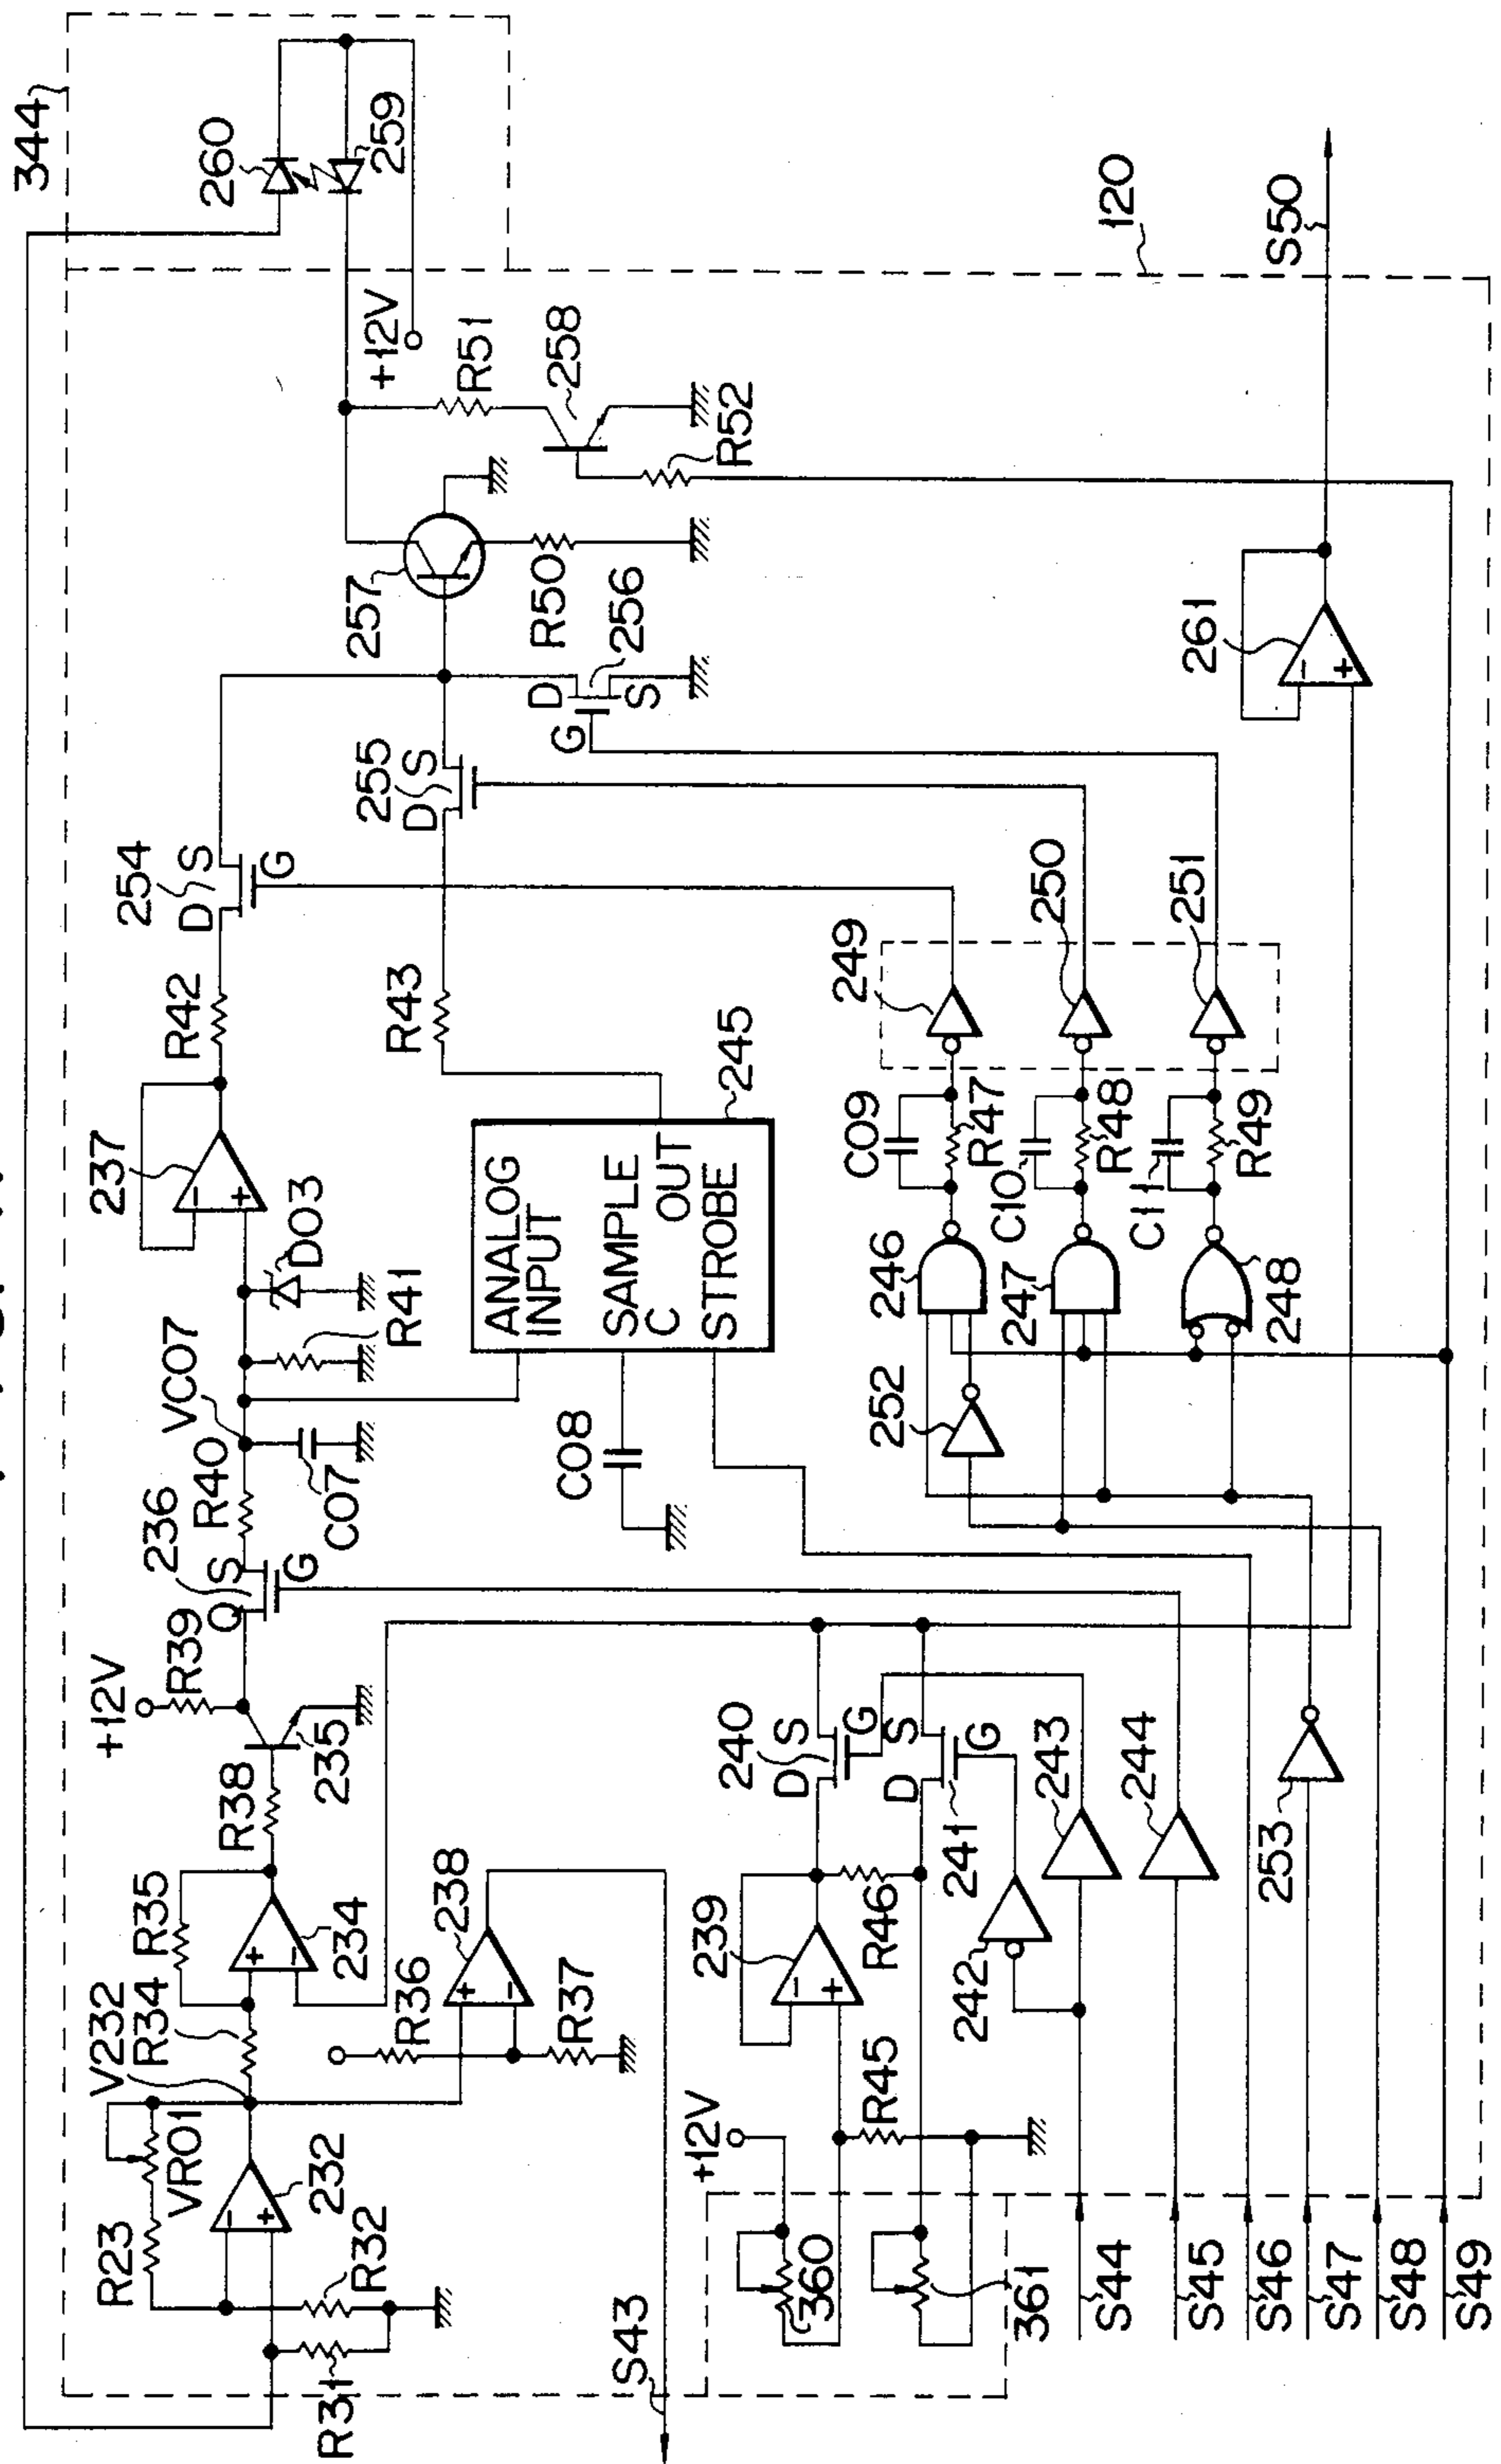 344
260
259
+12V
R51
258
R52
257
R50
256
D
S
G
255
D S
254
D S
G
R42
R43
237
-
+
D03
R41
VC07
C07
R40
236
Q S
G
R39
+12V
235
R38
R35
234
+
-
R34
V232
VR01
R23
232
-
+
R32
R31
238
+
-
R36
R37
S43
ANALOG
INPUT
SAMPLE
C OUT
STROBE
245
C08
249
250
251
C09
R47
C10
R48
C11
R49
246
247
248
252
253
240
D S
G
241
D S
G
239
-
+
R46
R45
242
243
244
+12V
360
361
S44
S45
S46
S47
S48
S49
261
-
+
120
S50